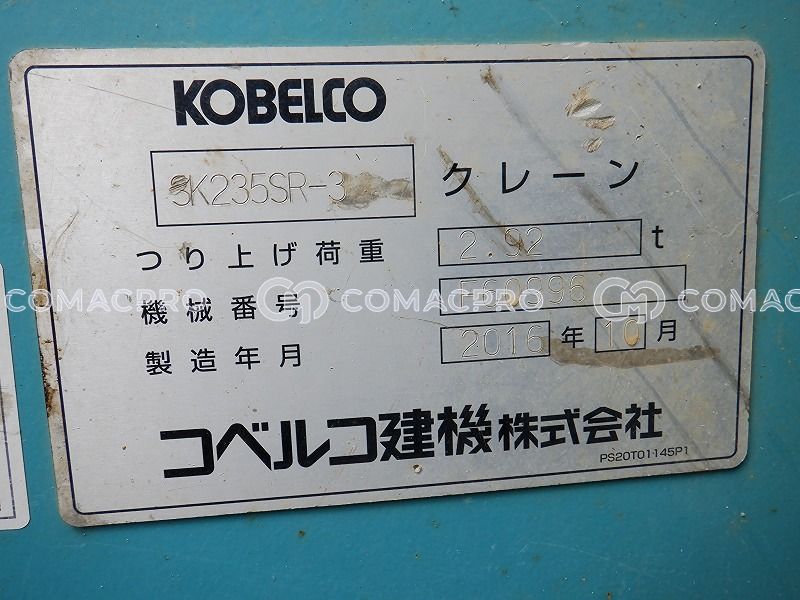 KOBELCO
SK235SR-3 クレーン
つり上げ荷重 2.92 t
機械番号
製造年月 2016 年 10 月
コベルコ建機株式会社
PS20T01145P1
COMACPRO COMACPRO COMACPRO